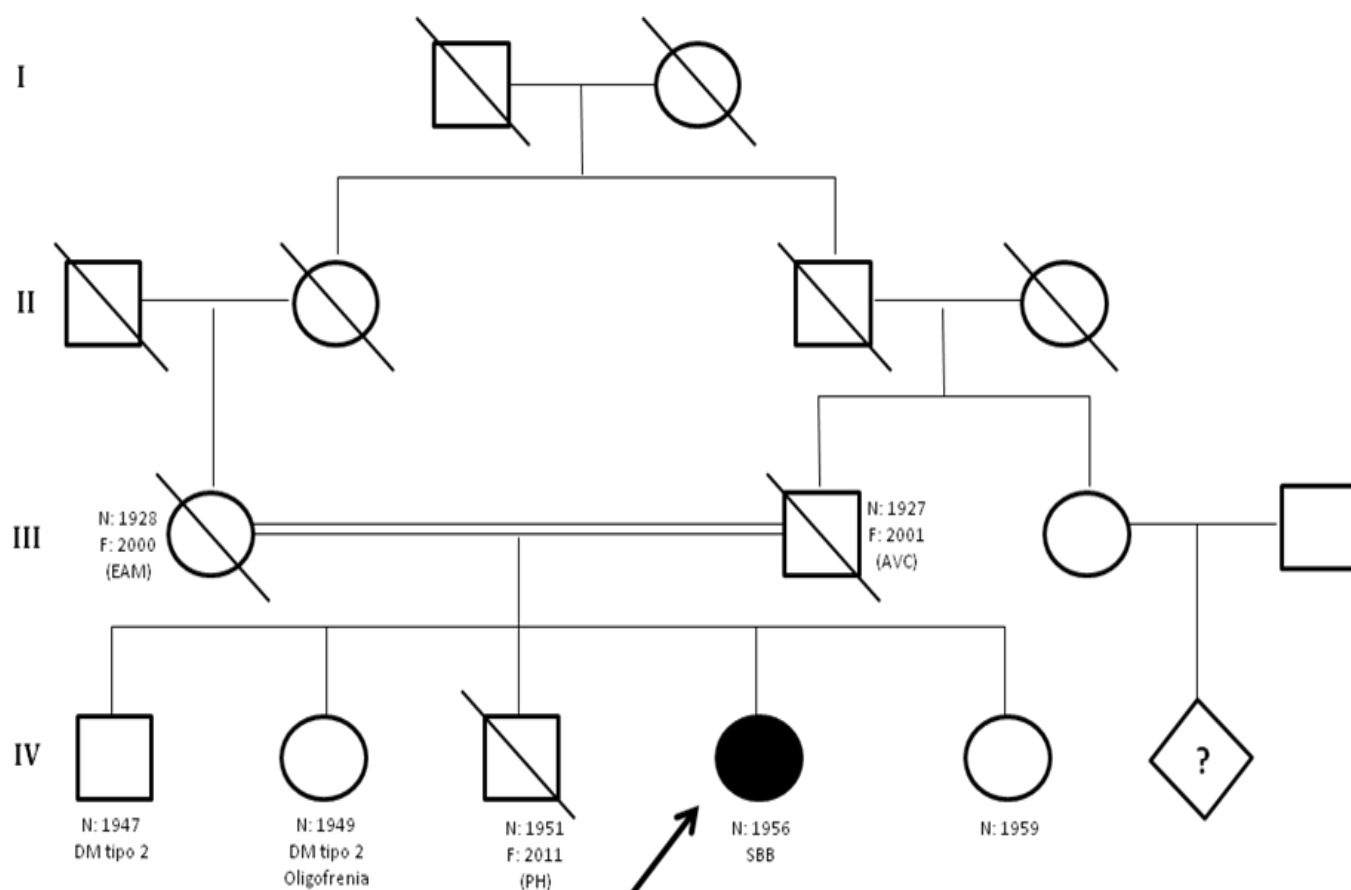 I
II
III
N: 1928
F: 2000
(EAM)
N: 1927
F: 2001
(AVC)
IV
?
N: 1947
DM tipo 2
N: 1949
DM tipo 2
Oligofrenia
N: 1951
F: 2011
(PH)
N: 1956
SBB
N: 1959